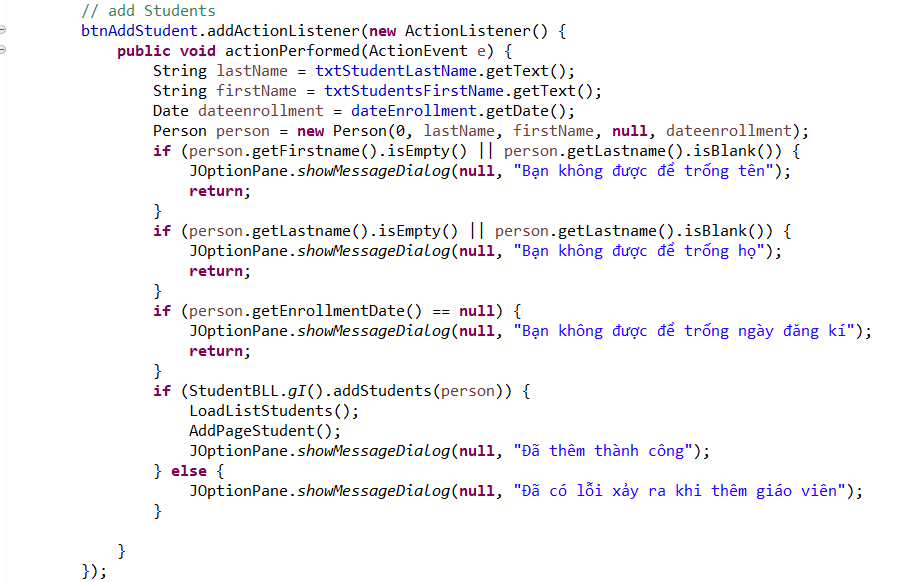 // add Students
btnAddStudent.addActionListener(new ActionListener() {
public void actionPerformed(ActionEvent e) {
String lastName = txtStudentLastName.getText();
String firstName = txtStudentsFirstName.getText();
Date dateenrollment = dateEnrollment.getDate();
Person person = new Person(0, lastName, firstName, null, dateenrollment);
if (person.getFirstname().isEmpty() || person.getLastname().isBlank()) {
JOptionPane.showMessageDialog(null, "Bạn không được để trống tên");
return;
}
if (person.getLastname().isEmpty() || person.getLastname().isBlank()) {
JOptionPane.showMessageDialog(null, "Bạn không được để trống họ");
return;
}
if (person.getEnrollmentDate() == null) {
JOptionPane.showMessageDialog(null, "Bạn không được để trống ngày đăng kí");
return;
}
if (StudentBLL.gI().addStudents(person)) {
LoadListStudents();
AddPageStudent();
JOptionPane.showMessageDialog(null, "Đã thêm thành công");
} else {
JOptionPane.showMessageDialog(null, "Đã có lỗi xảy ra khi thêm giáo viên");
}
}
});